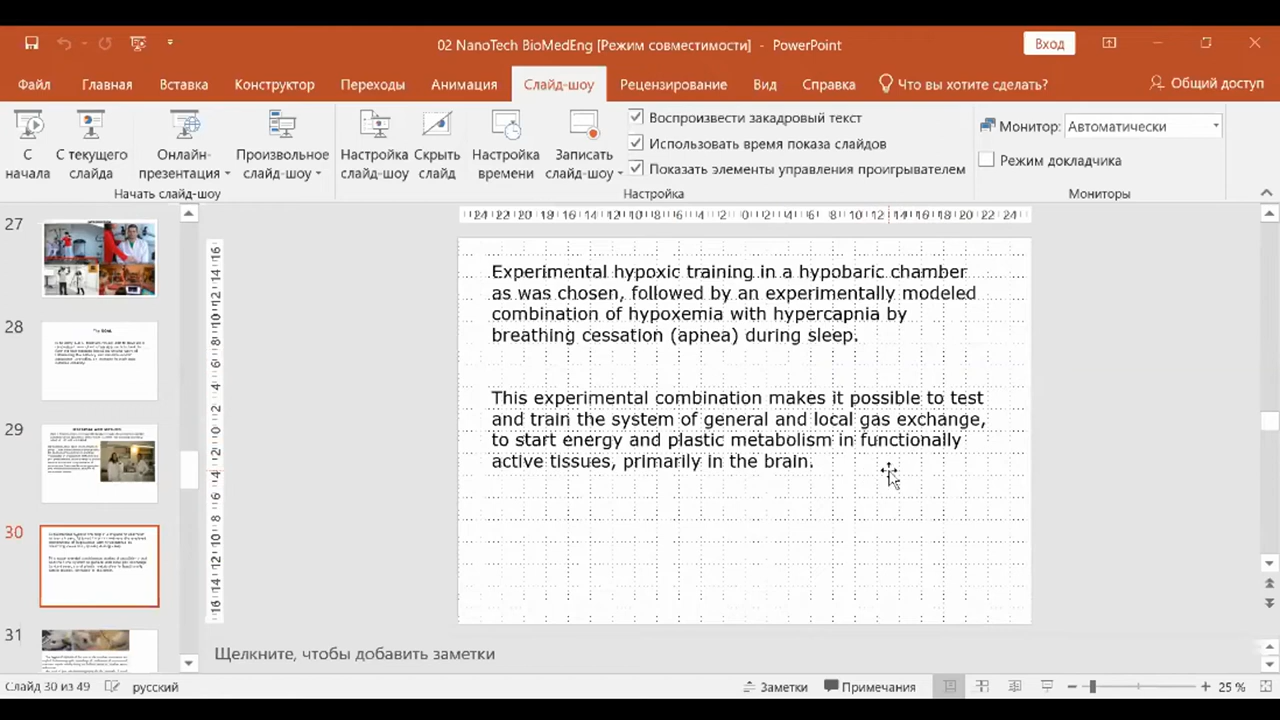 02 NanoTech BioMedEng [Режим совместимости] - PowerPoint
Вход
Файл Главная Вставка Конструктор Переходы Анимация Слайд-шоу Рецензирование Вид Справка Что вы хотите сделать? Общий доступ
С начала
С текущего слайда
Онлайн-презентация
Произвольное слайд-шоу
Начать слайд-шоу
Настройка слайд-шоу
Скрыть слайд
Настройка времени
Записать слайд-шоу
Воспроизвести закадровый текст
Использовать время показа слайдов
Показать элементы управления проигрывателем
Настройка
Монитор: Автоматически
Режим докладчика
Мониторы
27
28
29
30
31
Experimental hypoxic training in a hypobaric chamber
as was chosen, followed by an experimentally modeled
combination of hypoxemia with hypercapnia by
breathing cessation (apnea) during sleep.
This experimental combination makes it possible to test
and train the system of general and local gas exchange,
to start energy and plastic metabolism in functionally
active tissues, primarily in the brain.
Щелкните, чтобы добавить заметки
Слайд 30 из 49 русский Заметки Примечания 25 %